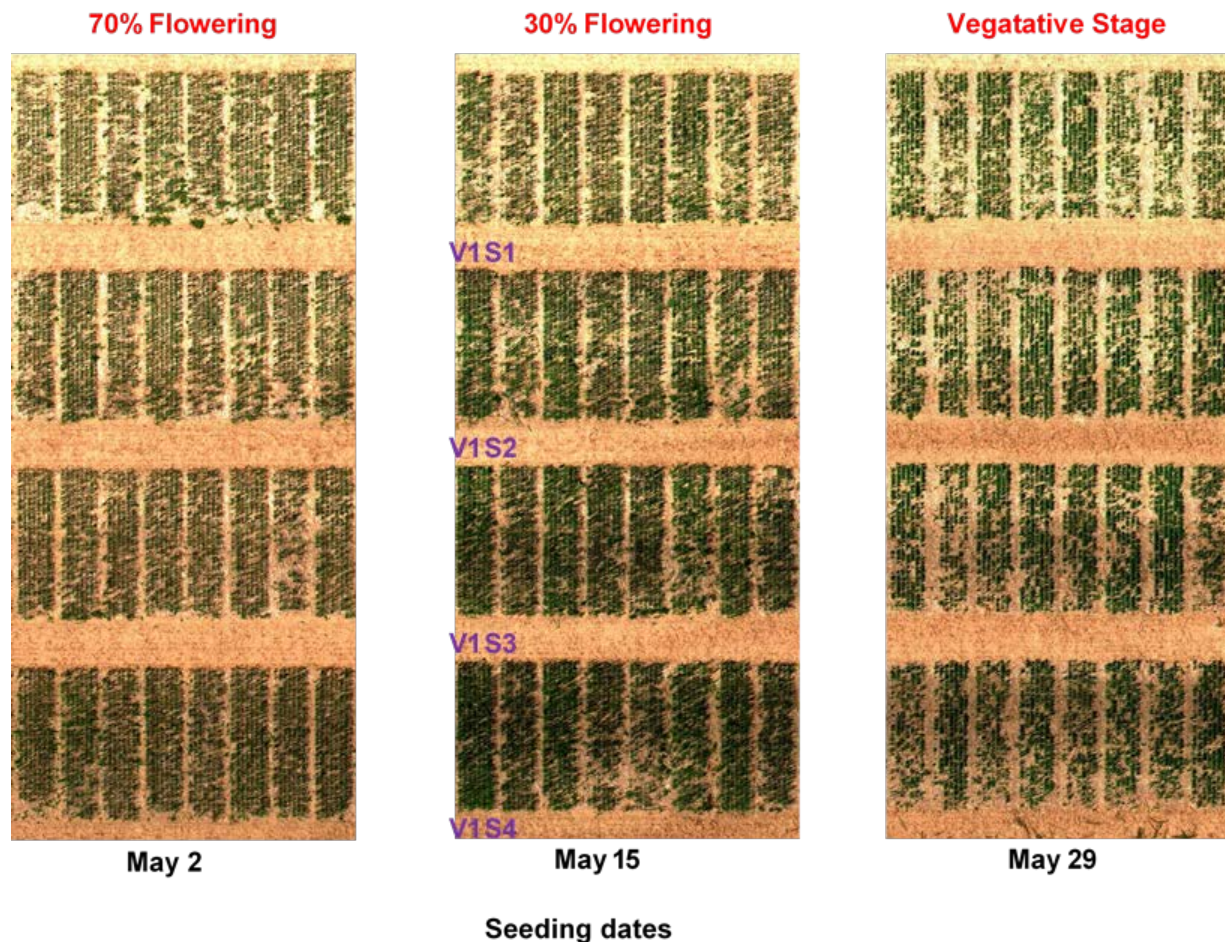 70% Flowering
30% Flowering
Vegatative Stage
V1S1
V1S2
V1S3
V1S4
May 2
May 15
May 29
Seeding dates